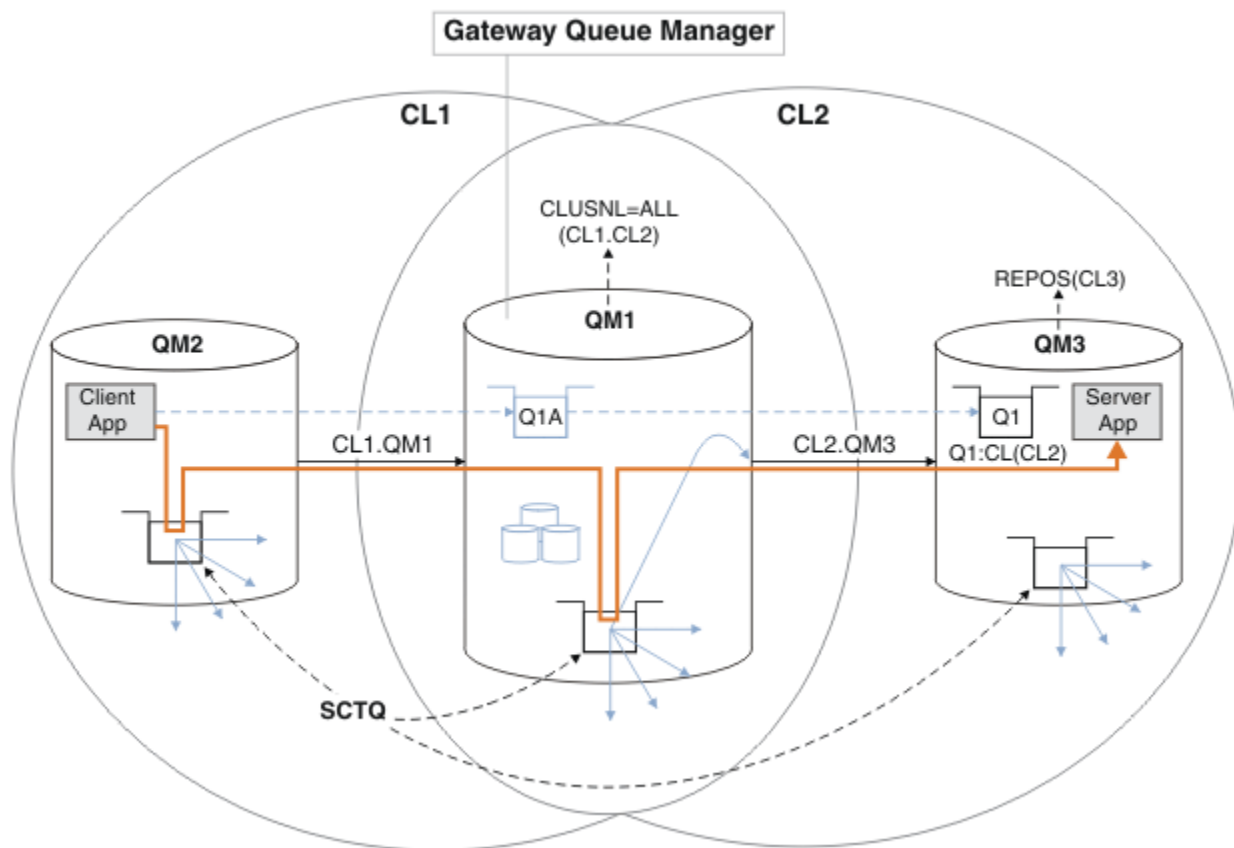 Gateway Queue Manager
CL1
CL2
CLUSNL=ALL
(CL1.CL2)
REPOS(CL3)
QM2
QM1
QM3
Client
App
Q1A
Q1
Server
App
CL1.QM1
CL2.QM3
Q1:CL(CL2)
SCTQ